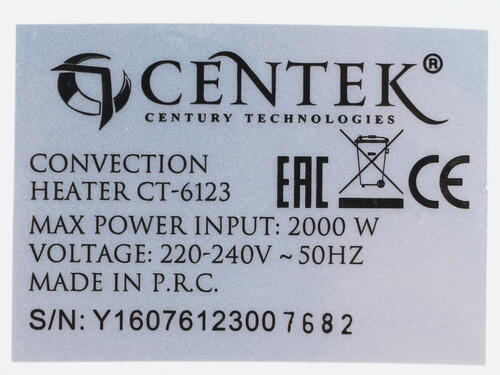 CENTEK®
CENTURY TECHNOLOGIES
CONVECTION
HEATER CT-6123
EAC CE
MAX POWER INPUT: 2000 W
VOLTAGE: 220-240V ~ 50HZ
MADE IN P.R.C.
S/N: Y16076123007682